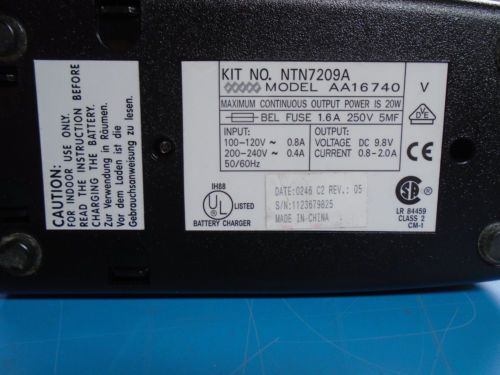 CAUTION:
FOR INDOOR USE ONLY.
READ THE INSTRUCTION BEFORE
CHARGING THE BATTERY.
Zur Verwendung in Räumen.
Vor dem Laden ist die
Gebrauchsanweisung zu lesen.
KIT NO. NTN7209A
MODEL AA16740
V
MAXIMUM CONTINUOUS OUTPUT POWER IS 20W
BEL FUSE 1.6A 250V 5MF
INPUT:
100-120V ~ 0.8A
200-240V ~ 0.4A
50/60Hz
OUTPUT:
VOLTAGE DC 9.8V
CURRENT 0.8-2.0A
VDE
IH88
UL LISTED
BATTERY CHARGER
DATE:0246 C2 REV.: 05
S/N:1123679825
MADE IN CHINA
LR 84459
CLASS 2
CM-1